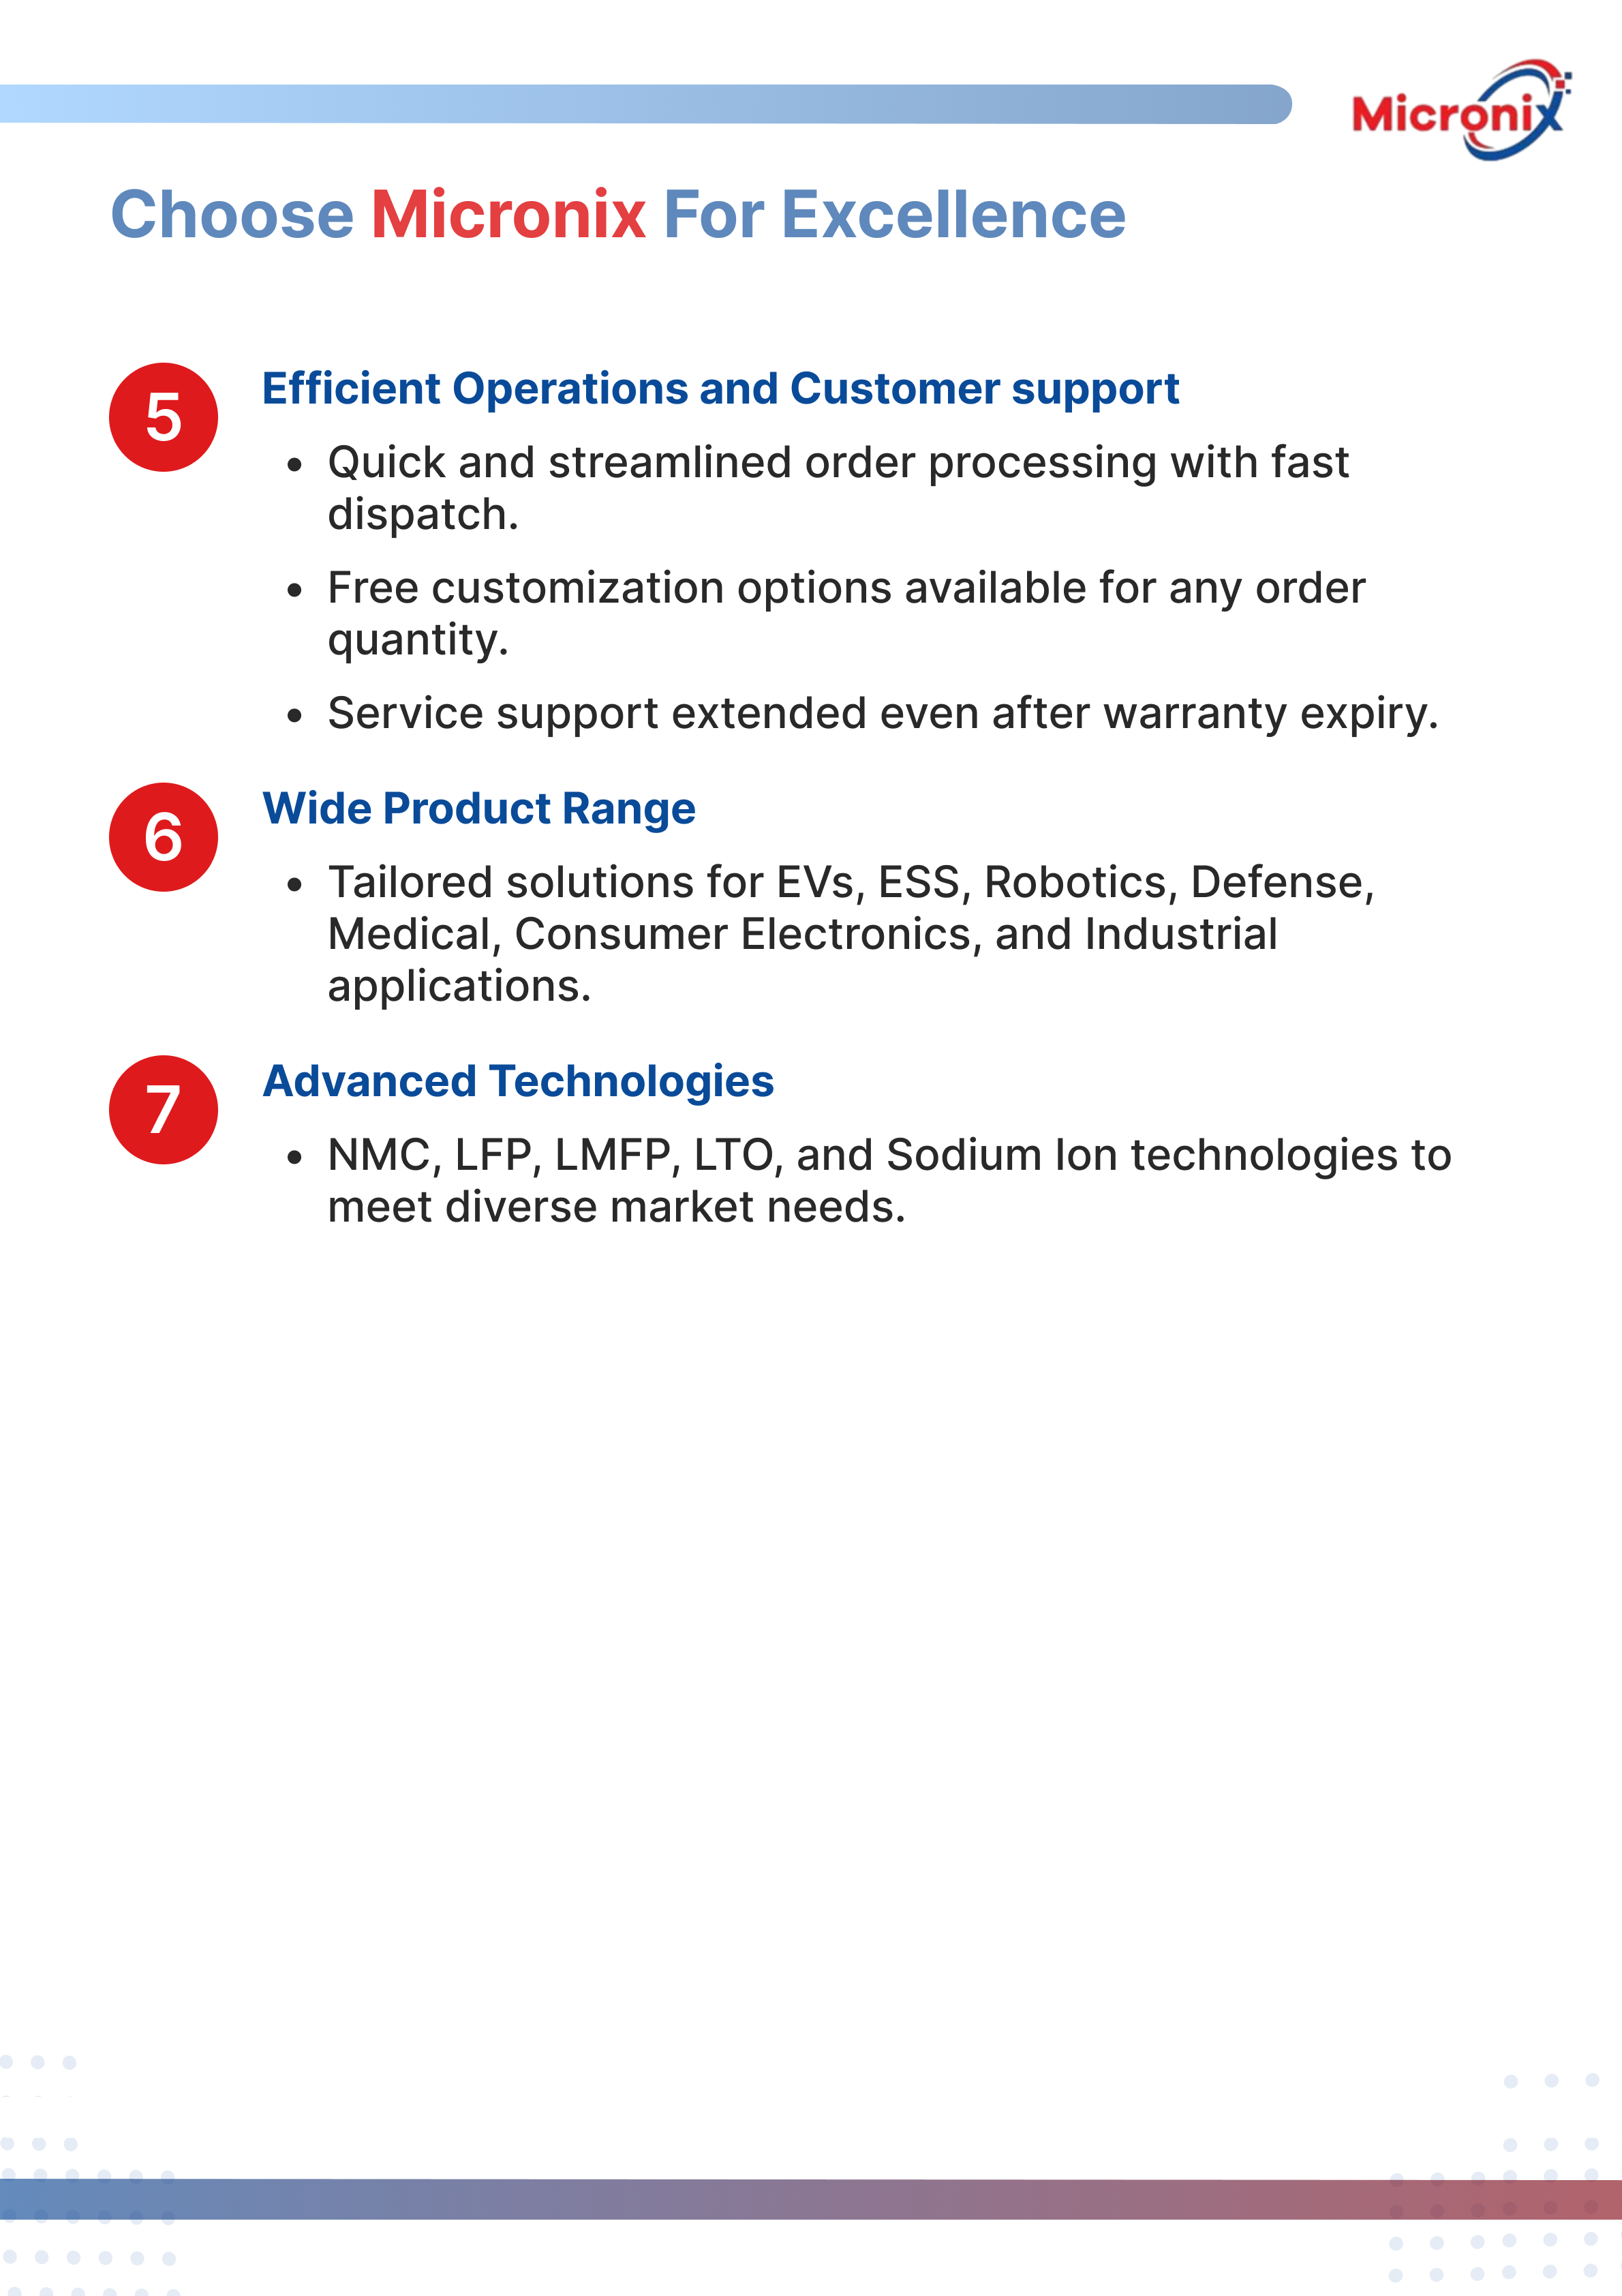 Micronix
Choose Micronix For Excellence
5
Efficient Operations and Customer support
• Quick and streamlined order processing with fast
dispatch.
• Free customization options available for any order
quantity.
• Service support extended even after warranty expiry.
6
Wide Product Range
• Tailored solutions for EVs, ESS, Robotics, Defense,
Medical, Consumer Electronics, and Industrial
applications.
7
Advanced Technologies
• NMC, LFP, LMFP, LTO, and Sodium Ion technologies to
meet diverse market needs.